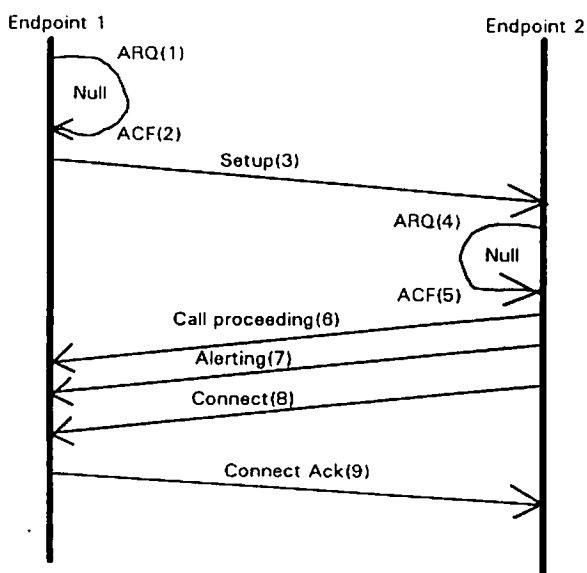 Endpoint 1
Endpoint 2
ARQ(1)
Null
ACF(2)
Setup(3)
ARQ(4)
Null
ACF(5)
Call proceeding(6)
Alerting(7)
Connect(8)
Connect Ack(9)